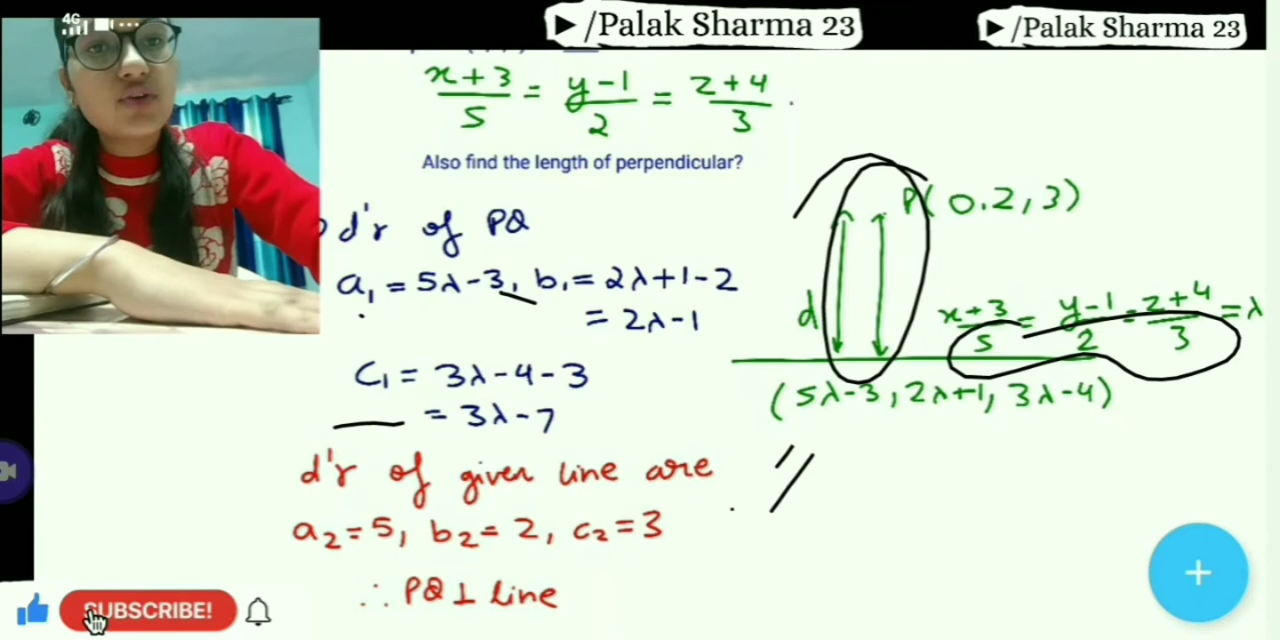 4G
▶/Palak Sharma 23
▶/Palak Sharma 23
x+3/5 = y-1/2 = z+4/3 .
Also find the length of perpendicular?
d'r of PQ
a₁ = 5λ-3, b₁ = 2λ+1-2
= 2λ-1
C₁ = 3λ-4-3
= 3λ-7
d'r of given line are
a₂=5, b₂= 2, c₂=3
∴ PQ ⊥ line
P(0.2,3)
d
x+3/5 = y-1/2 = z+4/3 = λ
(5λ-3,2λ+1, 3λ-4)
//
SUBSCRIBE!
+